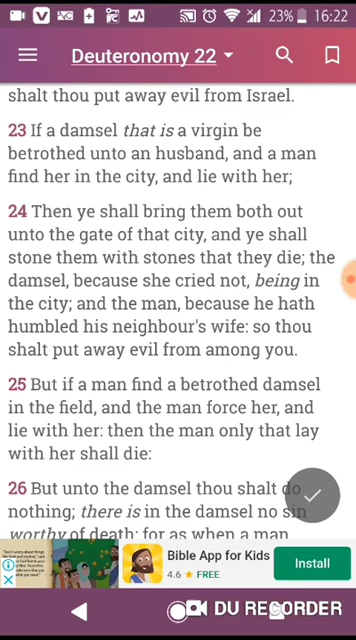 23% 16:22
Deuteronomy 22
shalt thou put away evil from Israel.
23 If a damsel that is a virgin be
betrothed unto an husband, and a man
find her in the city, and lie with her;
24 Then ye shall bring them both out
unto the gate of that city, and ye shall
stone them with stones that they die; the
damsel, because she cried not, being in
the city; and the man, because he hath
humbled his neighbour's wife: so thou
shalt put away evil from among you.
25 But if a man find a betrothed damsel
in the field, and the man force her, and
lie with her: then the man only that lay
with her shall die:
26 But unto the damsel thou shalt do
nothing; there is in the damsel no sin
worthy of death: for as when a man
Bible App for Kids
4.6 ★ FREE
Install
DU RECORDER